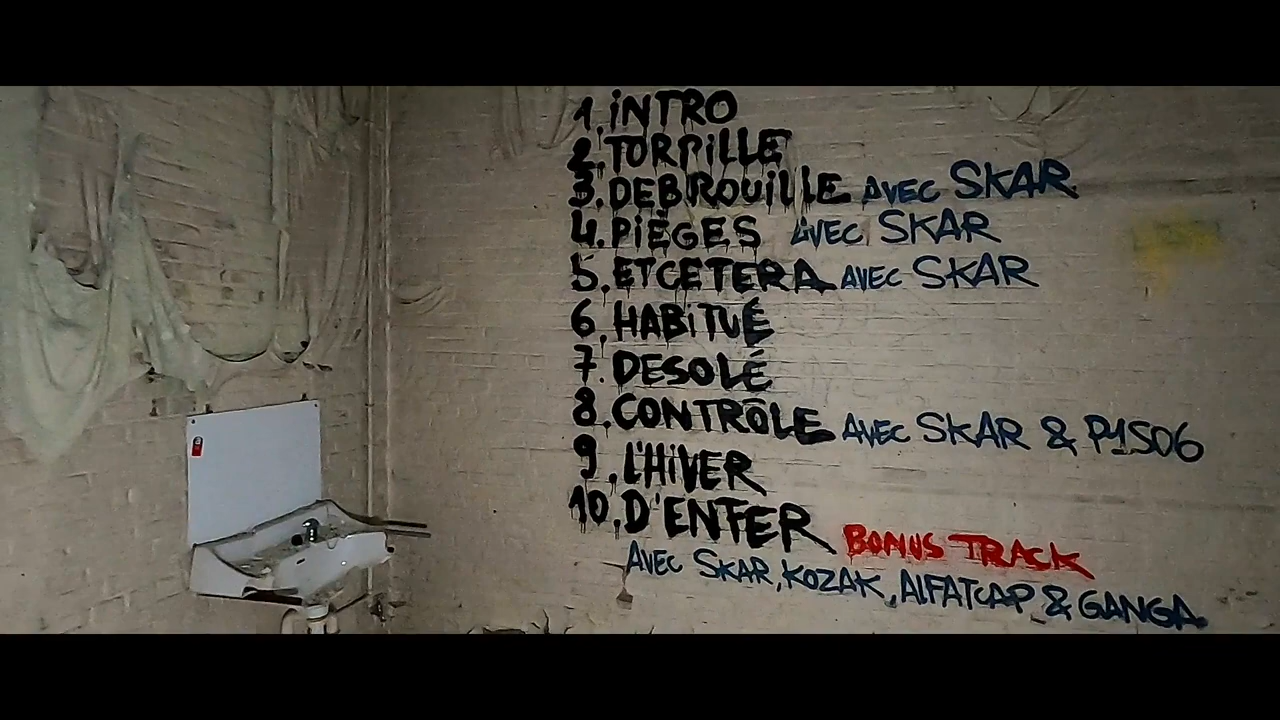 1. INTRO
2. TORPILLE
3. DEBROUILLE AVEC SKAR
4. PIÈGES AVEC SKAR
5. ETCETERA AVEC SKAR
6. HABITUÉ
7. DESOLÉ
8. CONTRÔLE AVEC SKAR & P1SO6
9. L'HIVER
10. D'ENFER BONUS TRACK
AVEC SKAR, KOZAK, ALFATCAP & GANGA